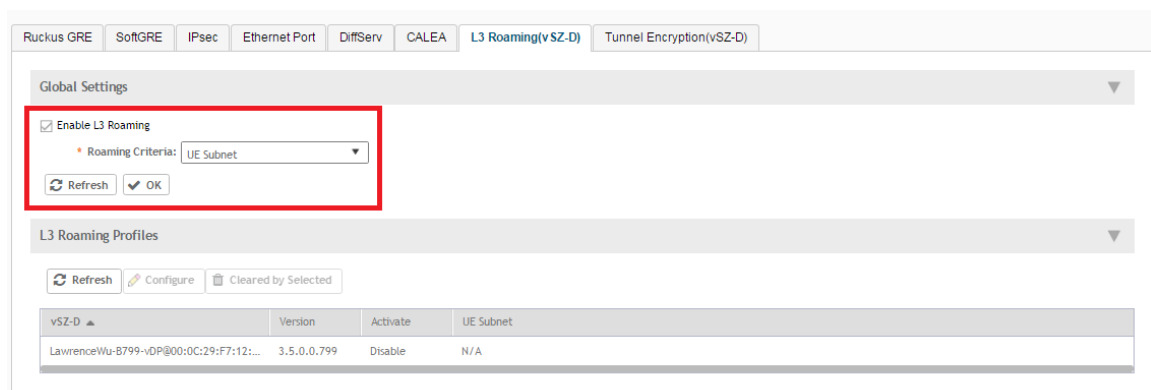 Ruckus GRE SoftGRE IPsec Ethernet Port DiffServ CALEA L3 Roaming(vSZ-D) Tunnel Encryption(vSZ-D)
Global Settings
Enable L3 Roaming
* Roaming Criteria: UE Subnet
Refresh OK
L3 Roaming Profiles
Refresh Configure Cleared by Selected
vSZ-D Version Activate UE Subnet
LawrenceWu-B799-vDP@00:0C:29:F7:12:... 3.5.0.0.799 Disable N/A